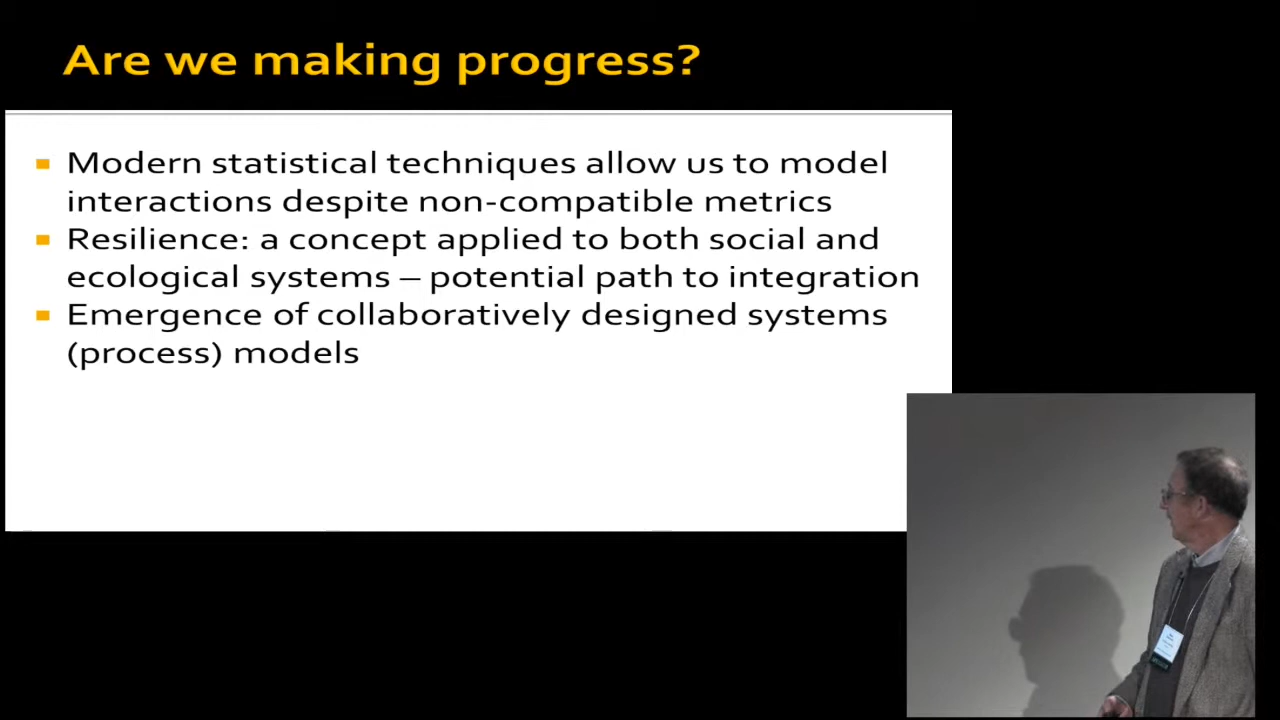 Are we making progress?
Modern statistical techniques allow us to model
interactions despite non-compatible metrics
Resilience: a concept applied to both social and
ecological systems – potential path to integration
Emergence of collaboratively designed systems
(process) models